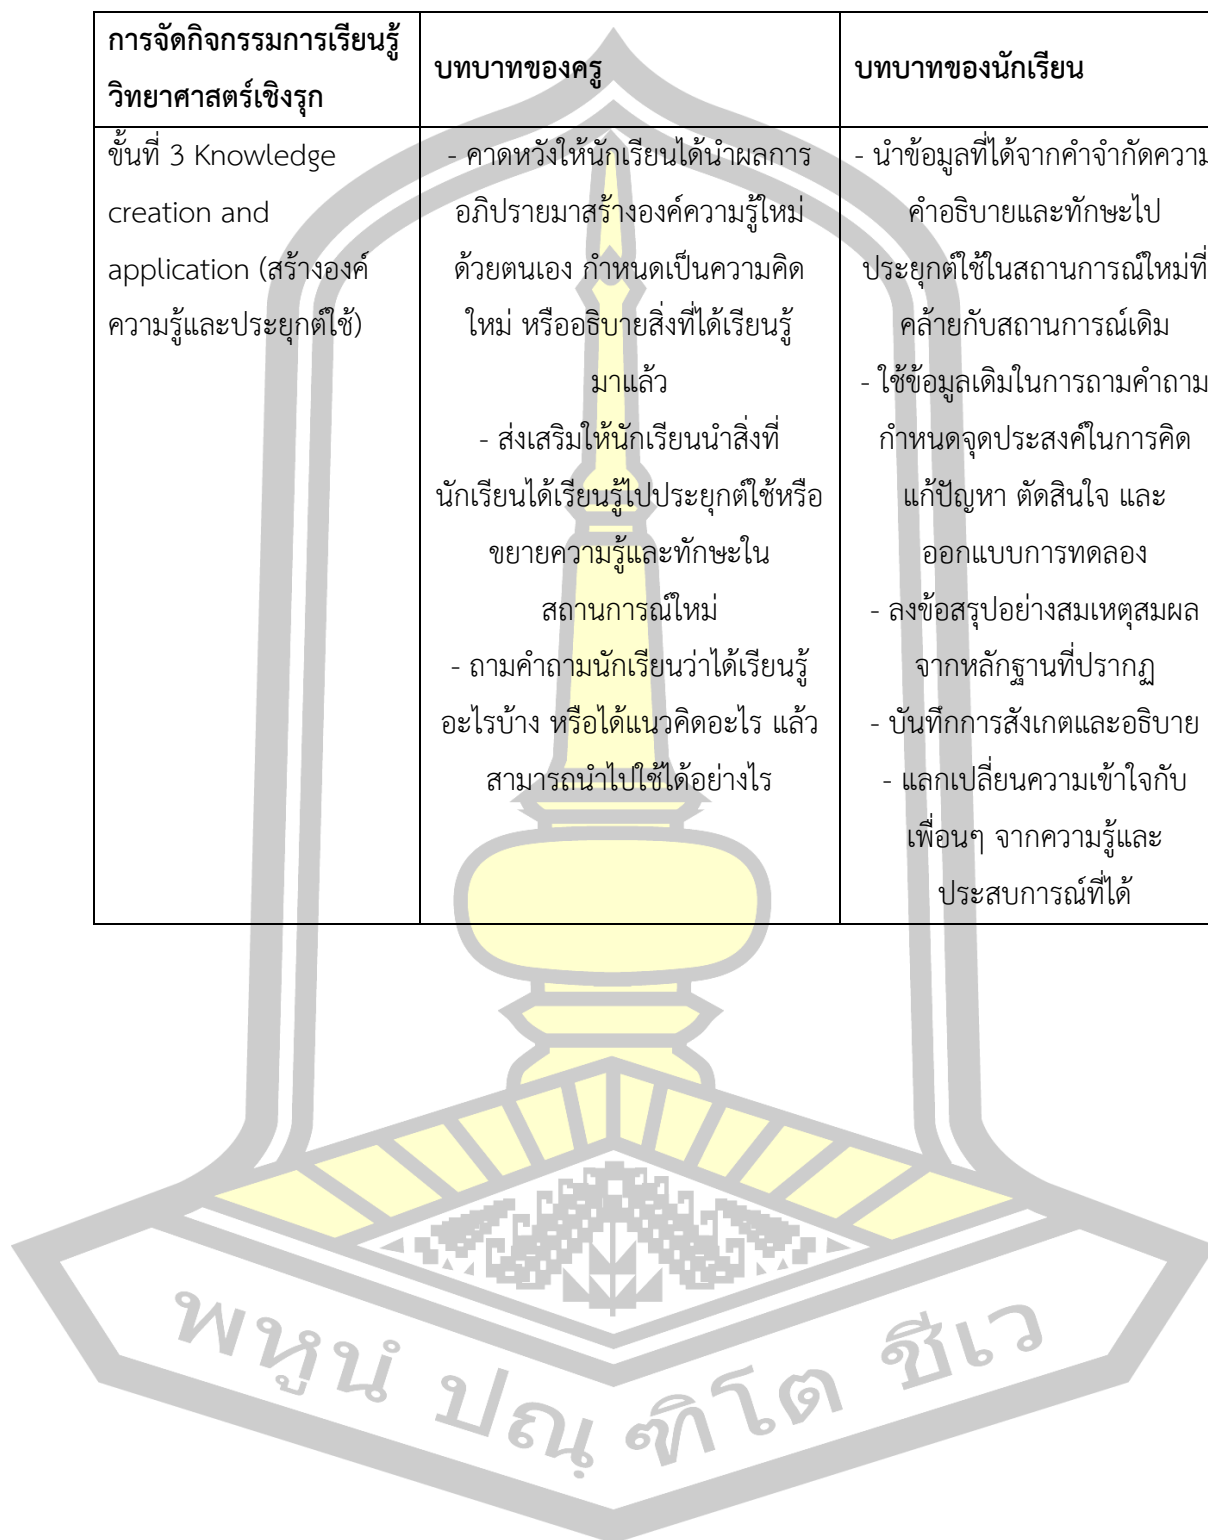 การจัดกิจกรรมการเรียนรู้
วิทยาศาสตร์เชิงรุก
บทบาทของครู
บทบาทของนักเรียน
ขั้นที่ 3 Knowledge
creation and
application (สร้างองค์
ความรู้และประยุกต์ใช้)
- คาดหวังให้นักเรียนได้นำผลการ
อภิปรายมาสร้างองค์ความรู้ใหม่
ด้วยตนเอง กำหนดเป็นความคิด
ใหม่ หรืออธิบายสิ่งที่ได้เรียนรู้
มาแล้ว
- ส่งเสริมให้นักเรียนนำสิ่งที่
นักเรียนได้เรียนรู้ไปประยุกต์ใช้หรือ
ขยายความรู้และทักษะใน
สถานการณ์ใหม่
- ถามคำถามนักเรียนว่าได้เรียนรู้
อะไรบ้าง หรือได้แนวคิดอะไร แล้ว
สามารถนำไปใช้ได้อย่างไร
- นำข้อมูลที่ได้จากคำจำกัดความ
คำอธิบายและทักษะไป
ประยุกต์ใช้ในสถานการณ์ใหม่ที่
คล้ายกับสถานการณ์เดิม
- ใช้ข้อมูลเดิมในการถามคำถาม
กำหนดจุดประสงค์ในการคิด
แก้ปัญหา ตัดสินใจ และ
ออกแบบการทดลอง
- ลงข้อสรุปอย่างสมเหตุสมผล
จากหลักฐานที่ปรากฏ
- บันทึกการสังเกตและอธิบาย
- แลกเปลี่ยนความเข้าใจกับ
เพื่อนๆ จากความรู้และ
ประสบการณ์ที่ได้
พหูนํ ปณฺฑิโต ชีเว